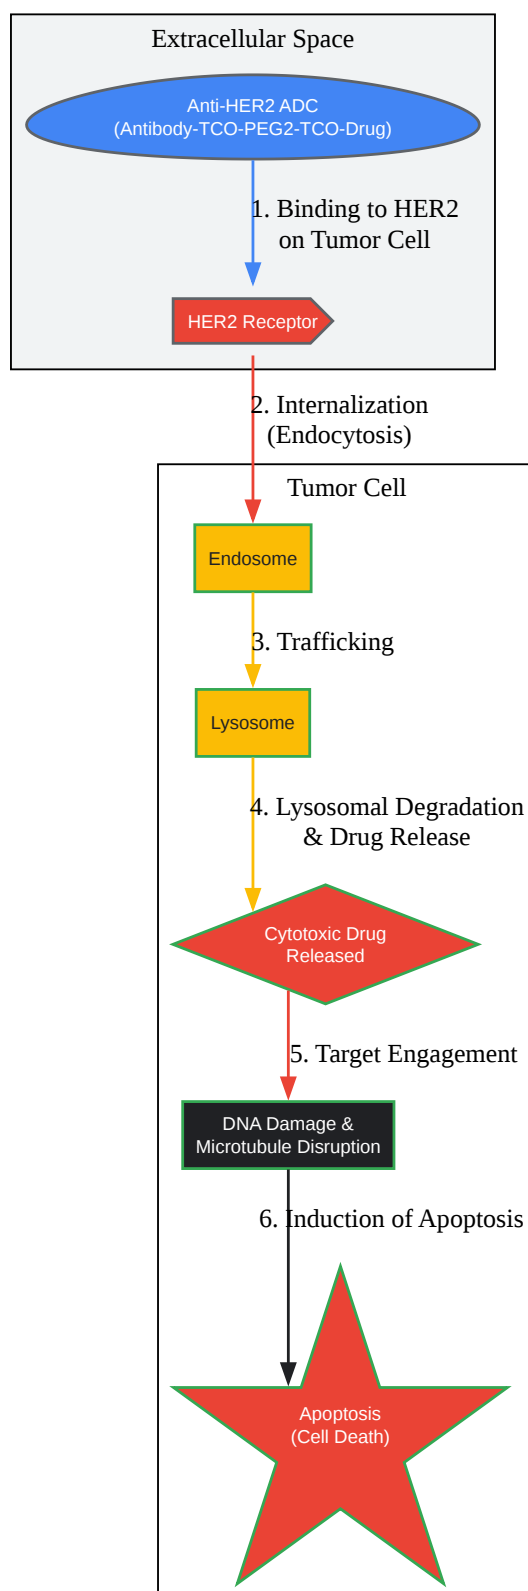 Extracellular Space
Anti-HER2 ADC
(Antibody-TCO-PEG2-TCO-Drug)
1. Binding to HER2
on Tumor Cell
HER2 Receptor
2. Internalization
(Endocytosis)
Tumor Cell
Endosome
3. Trafficking
Lysosome
4. Lysosomal Degradation
& Drug Release
Cytotoxic Drug
Released
5. Target Engagement
DNA Damage &
Microtubule Disruption
6. Induction of Apoptosis
Apoptosis
(Cell Death)